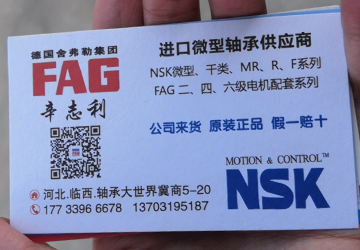 德国舍弗勒集团
FAG
辛志利
进口微型轴承供应商
NSK微型、千类、MR、R、F系列
FAG 二、四、六级电机配套系列
公司来货 原装正品 假一赔十
MOTION & CONTROL™
NSK
河北.临西.轴承大世界冀商5-20
177 3396 6678 13703195187